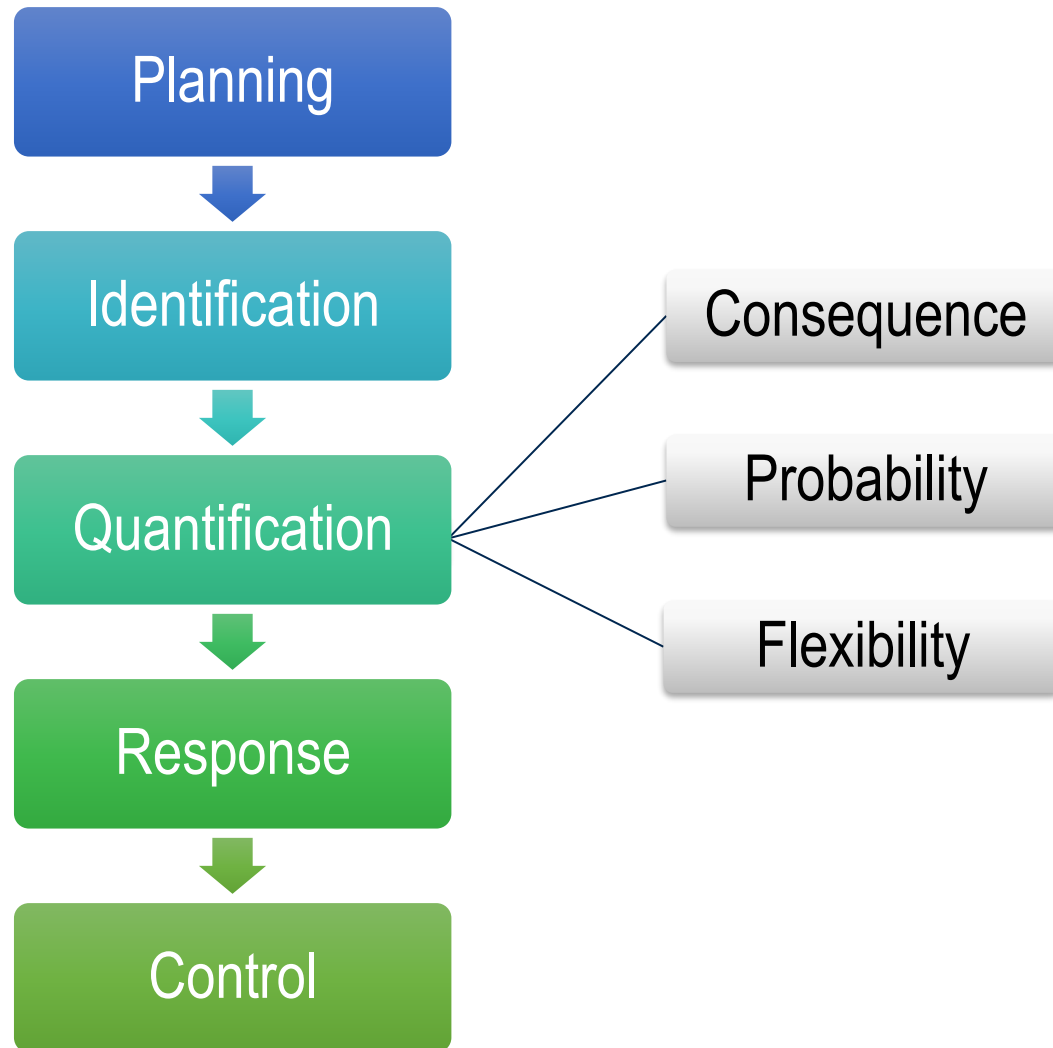 Planning
Identification
Quantification
Response
Control
Consequence
Probability
Flexibility